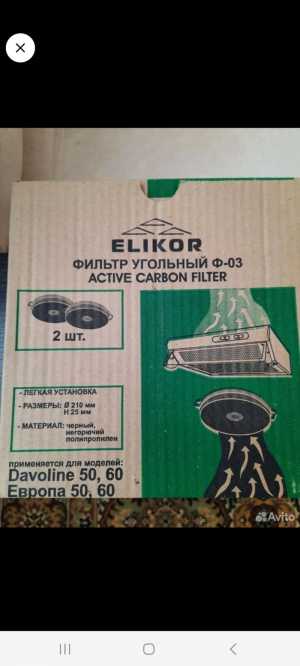 ELIKOR
ФИЛЬТР УГОЛЬНЫЙ Ф-03
ACTIVE CARBON FILTER
2 шт.
- ЛЕГКАЯ УСТАНОВКА
- РАЗМЕРЫ: Ø 210 мм
H 25 мм
- МАТЕРИАЛ: черный,
негорючий
полипропилен
применяется для моделей:
Davoline 50, 60
Европа 50, 60
Avito